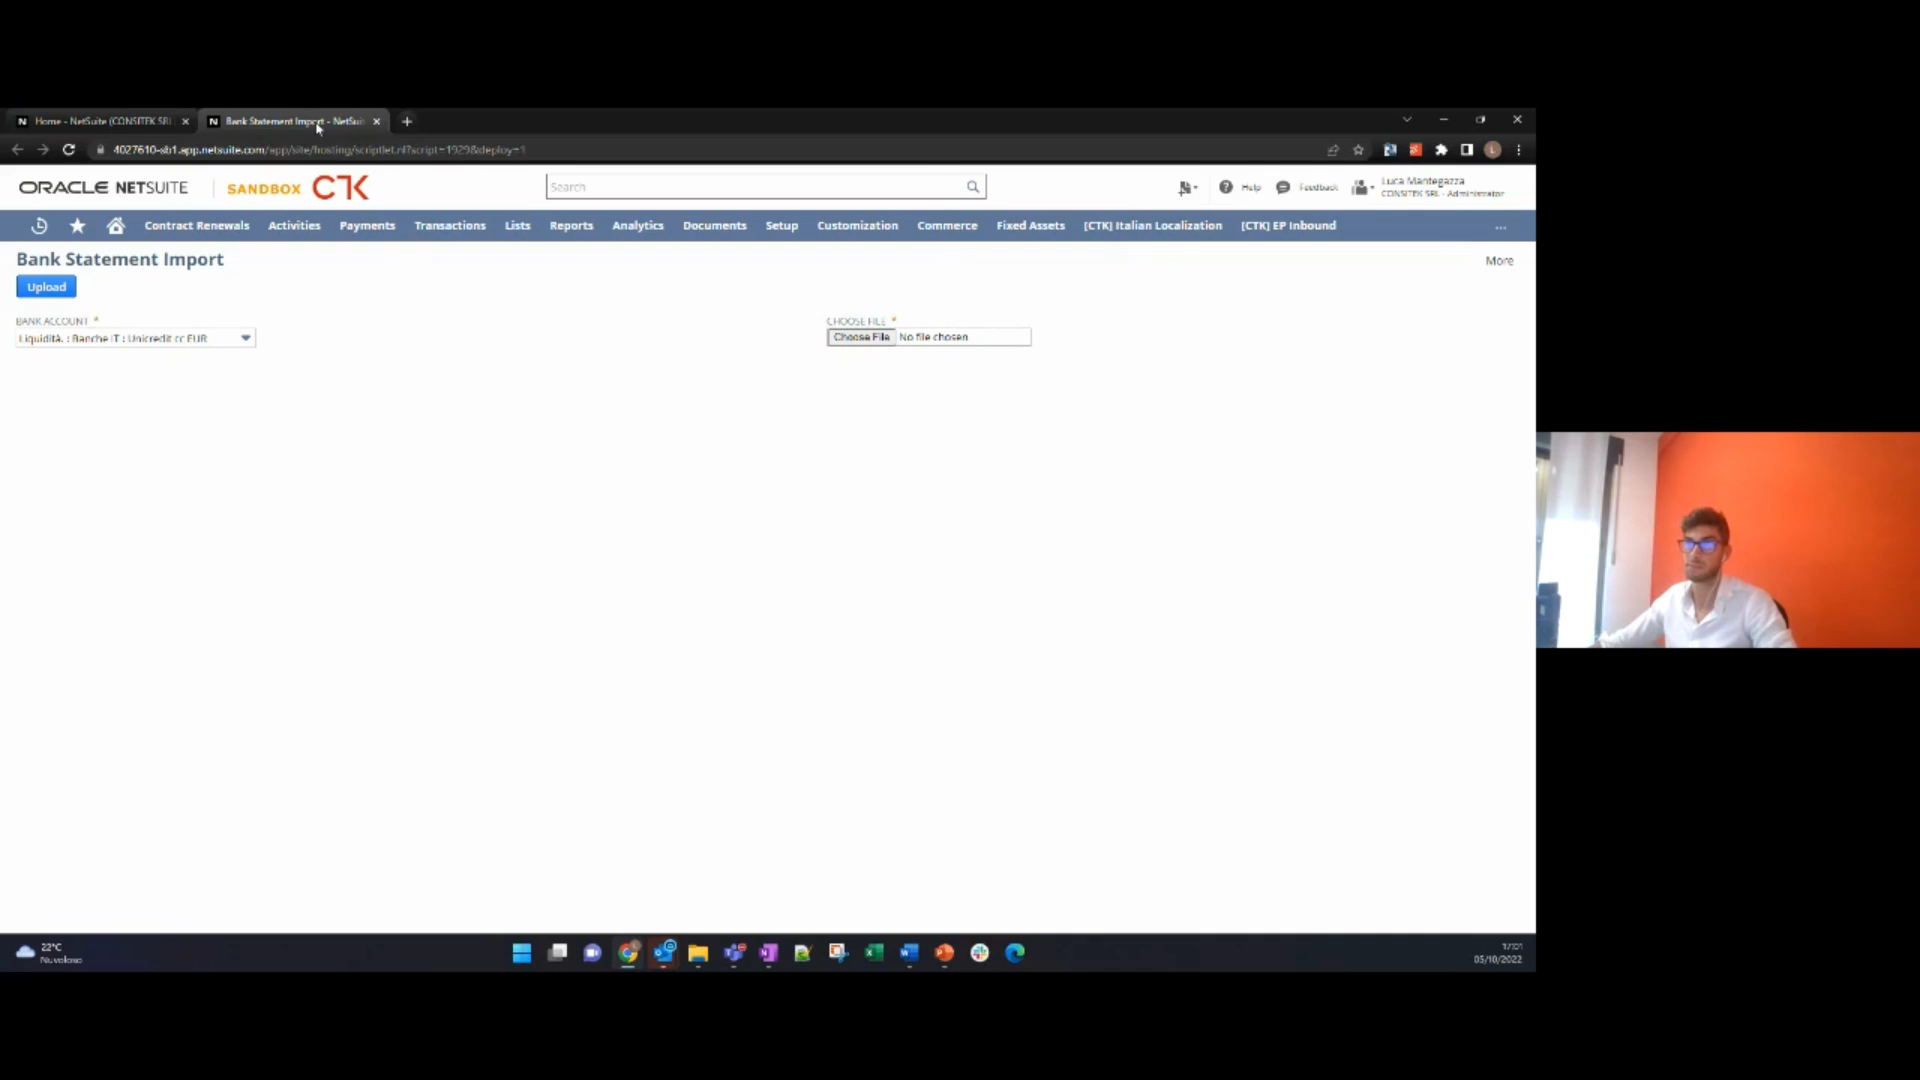 Home - NetSuite (CONSITEK SRL
Bank Statement Import - NetSui
4027610-sb1.app.netsuite.com/app/site/hosting/scriptlet.nl?script=1929&deploy=1
ORACLE NETSUITE
SANDBOX
CTK
Search
Help
Feedback
Luca Mantegazza
CONSITEK SRL - Administrator
Contract Renewals
Activities
Payments
Transactions
Lists
Reports
Analytics
Documents
Setup
Customization
Commerce
Fixed Assets
[CTK] Italian Localization
[CTK] EP Inbound
...
Bank Statement Import
More
Upload
BANK ACCOUNT *
CHOOSE FILE *
Liquidità. : Banche IT : Unicredit cc EUR
Choose File No file chosen
22°C
Nuvoloso
17:01
05/10/2022